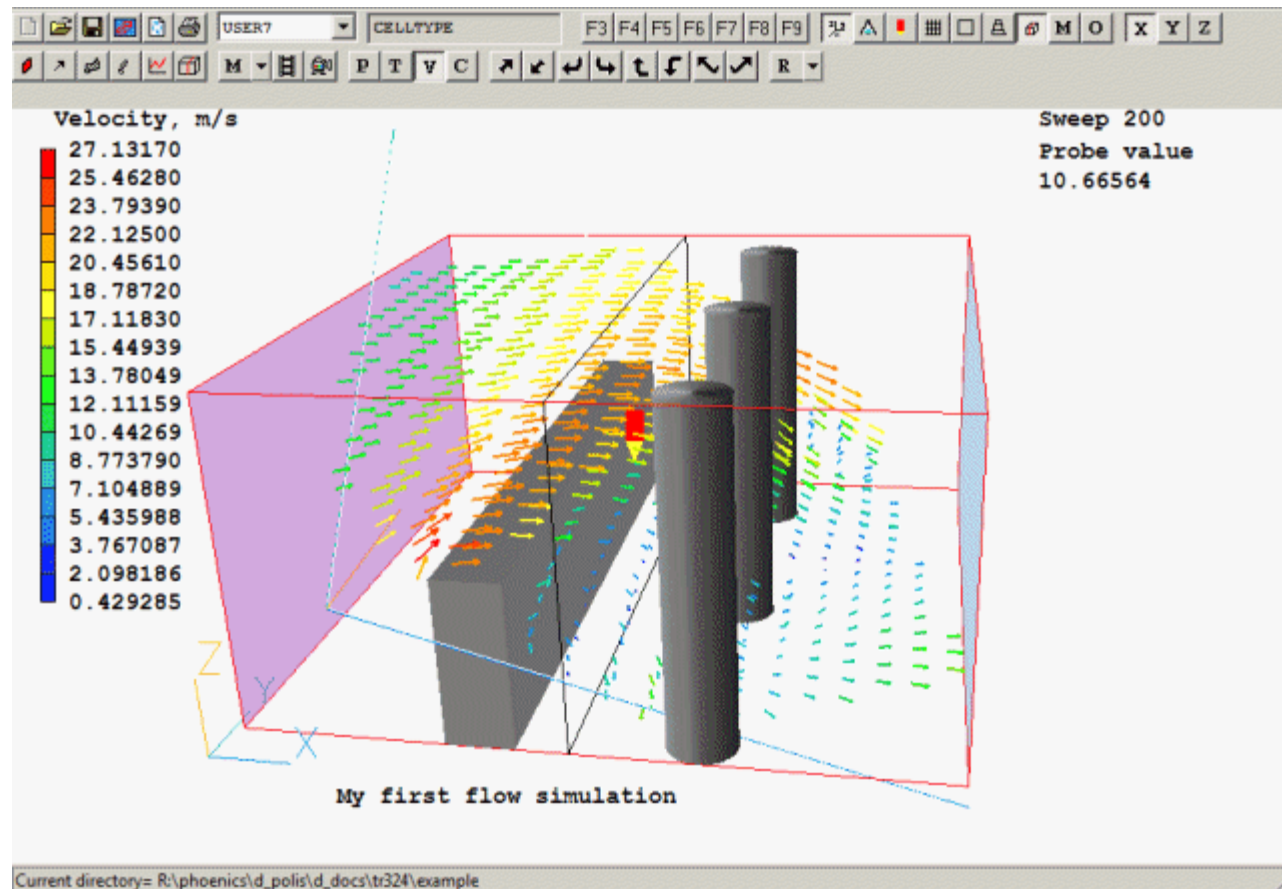 USER7 CELLTYPE F3 F4 F5 F6 F7 F8 F9 M O X Y Z
M P T V C R
Velocity, m/s
27.13170
25.46280
23.79390
22.12500
20.45610
18.78720
17.11830
15.44939
13.78049
12.11159
10.44269
8.773790
7.104889
5.435988
3.767087
2.098186
0.429285
Sweep 200
Probe value
10.66564
Z
Y
X
My first flow simulation
Current directory= R:\phoenics\d_polis\d_docs\tr324\example